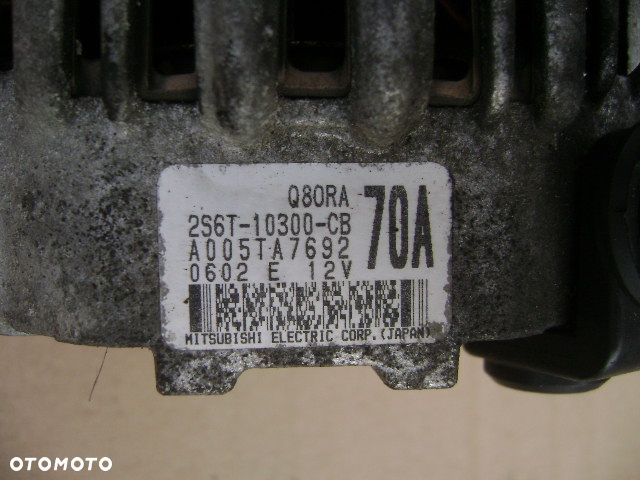 Q80RA
2S6T-10300-CB
70A
A005TA7692
0602 E 12V
MITSUBISHI ELECTRIC CORP.(JAPAN)
OTOMOTO